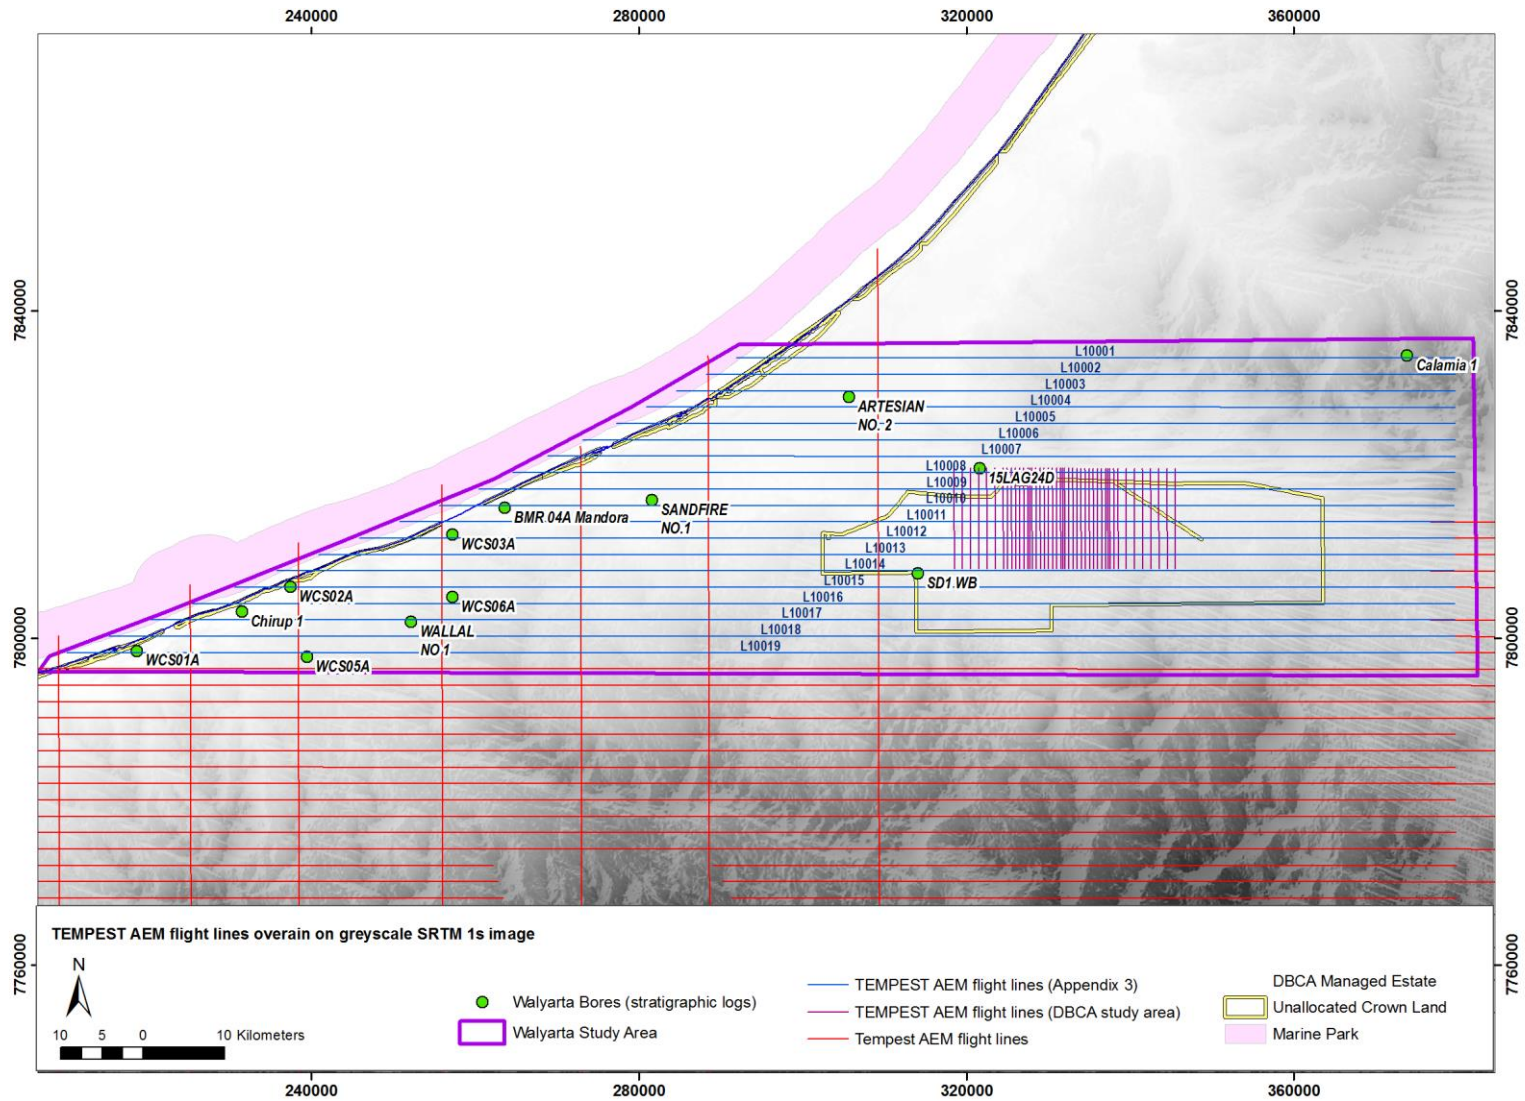 240000
280000
320000
360000
7840000
7840000
L10001
Calamia 1
L10002
L10003
L10004
ARTESIAN
NO. 2
L10005
L10006
L10007
L10008
15LAG24D
L10009
L10010
SANDFIRE
NO.1
BMR 04A Mandora
L10011
L10012
WCS03A
L10013
L10014
SD1 WB
L10015
WCS02A
L10016
WCS06A
L10017
Chirup 1
L10018
WALLAL
NO 1
7800000
7800000
L10019
WCS01A
WCS05A
TEMPEST AEM flight lines overain on greyscale SRTM 1s image
N
10 5 0 10 Kilometers
Walyarta Bores (stratigraphic logs)
Walyarta Study Area
TEMPEST AEM flight lines (Appendix 3)
TEMPEST AEM flight lines (DBCA study area)
Tempest AEM flight lines
DBCA Managed Estate
Unallocated Crown Land
Marine Park
7760000
7760000
240000
280000
320000
360000